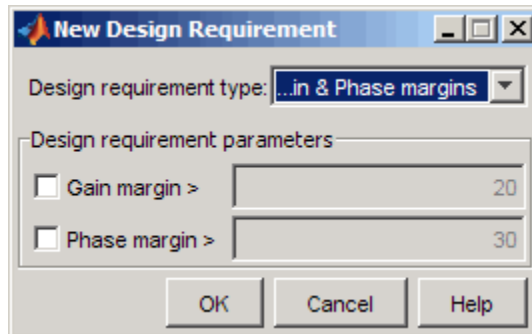 New Design Requirement
Design requirement type: ...in & Phase margins
Design requirement parameters
Gain margin > 20
Phase margin > 30
OK Cancel Help